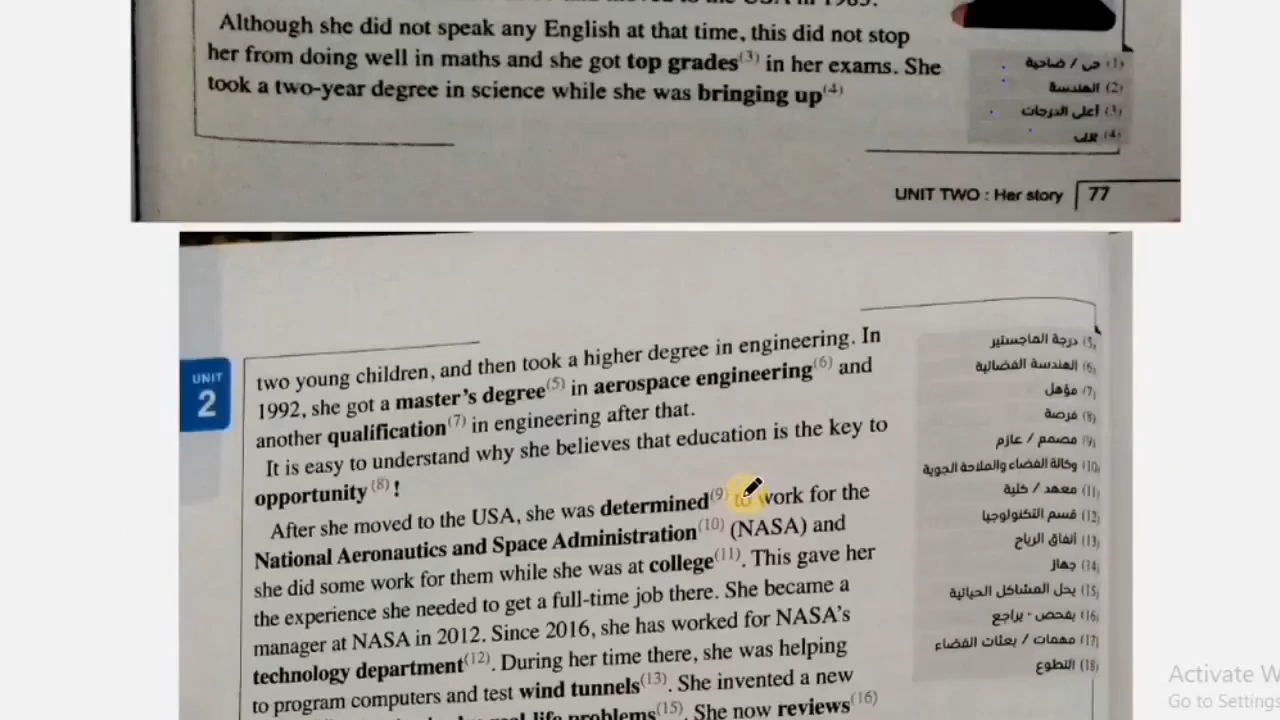 Although she did not speak any English at that time, this did not stop
her from doing well in maths and she got top grades(3) in her exams. She
took a two-year degree in science while she was bringing up(4)
(1) حي / ضاحية
(2) الهندسة
(3) أعلى الدرجات
UNIT TWO : Her story 77
UNIT
2
two young children, and then took a higher degree in engineering. In
1992, she got a master's degree(5) in aerospace engineering(6) and
another qualification(7) in engineering after that.
It is easy to understand why she believes that education is the key to
opportunity(8)!
After she moved to the USA, she was determined(9) to work for the
National Aeronautics and Space Administration(10) (NASA) and
she did some work for them while she was at college(11). This gave her
the experience she needed to get a full-time job there. She became a
manager at NASA in 2012. Since 2016, she has worked for NASA's
technology department(12). During her time there, she was helping
to program computers and test wind tunnels(13). She invented a new
problems(15). She now reviews(16)
(5) درجة الماجستير
(6) الهندسة الفضائية
(7) مؤهل
(8) فرصة
(9) مصمم / عازم
(10) وكالة الفضاء والملاحة الجوية
(11) معهد / كلية
(12) قسم التكنولوجيا
(13) أنفاق الرياح
(14) جهاز
(15) يحل المشاكل الحياتية
(16) يفحص - يراجع
(17) مهمات / بعثات الفضاء
(18) التطوع
Activate W
Go to Settings